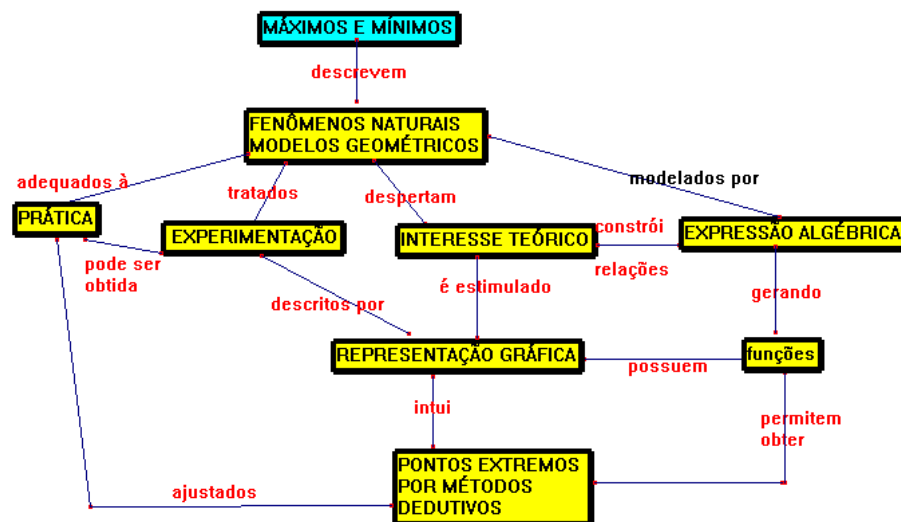 MÁXIMOS E MÍNIMOS
descrevem
FENÔMENOS NATURAIS
MODELOS GEOMÉTRICOS
adequados à
tratados
despertam
modelados por
PRÁTICA
EXPERIMENTAÇÃO
INTERESSE TEÓRICO
constrói
relações
EXPRESSÃO ALGÉBRICA
pode ser
obtida
descritos por
é estimulado
gerando
REPRESENTAÇÃO GRÁFICA
possuem
funções
intui
permitem
obter
PONTOS EXTREMOS
POR MÉTODOS
DEDUTIVOS
ajustados